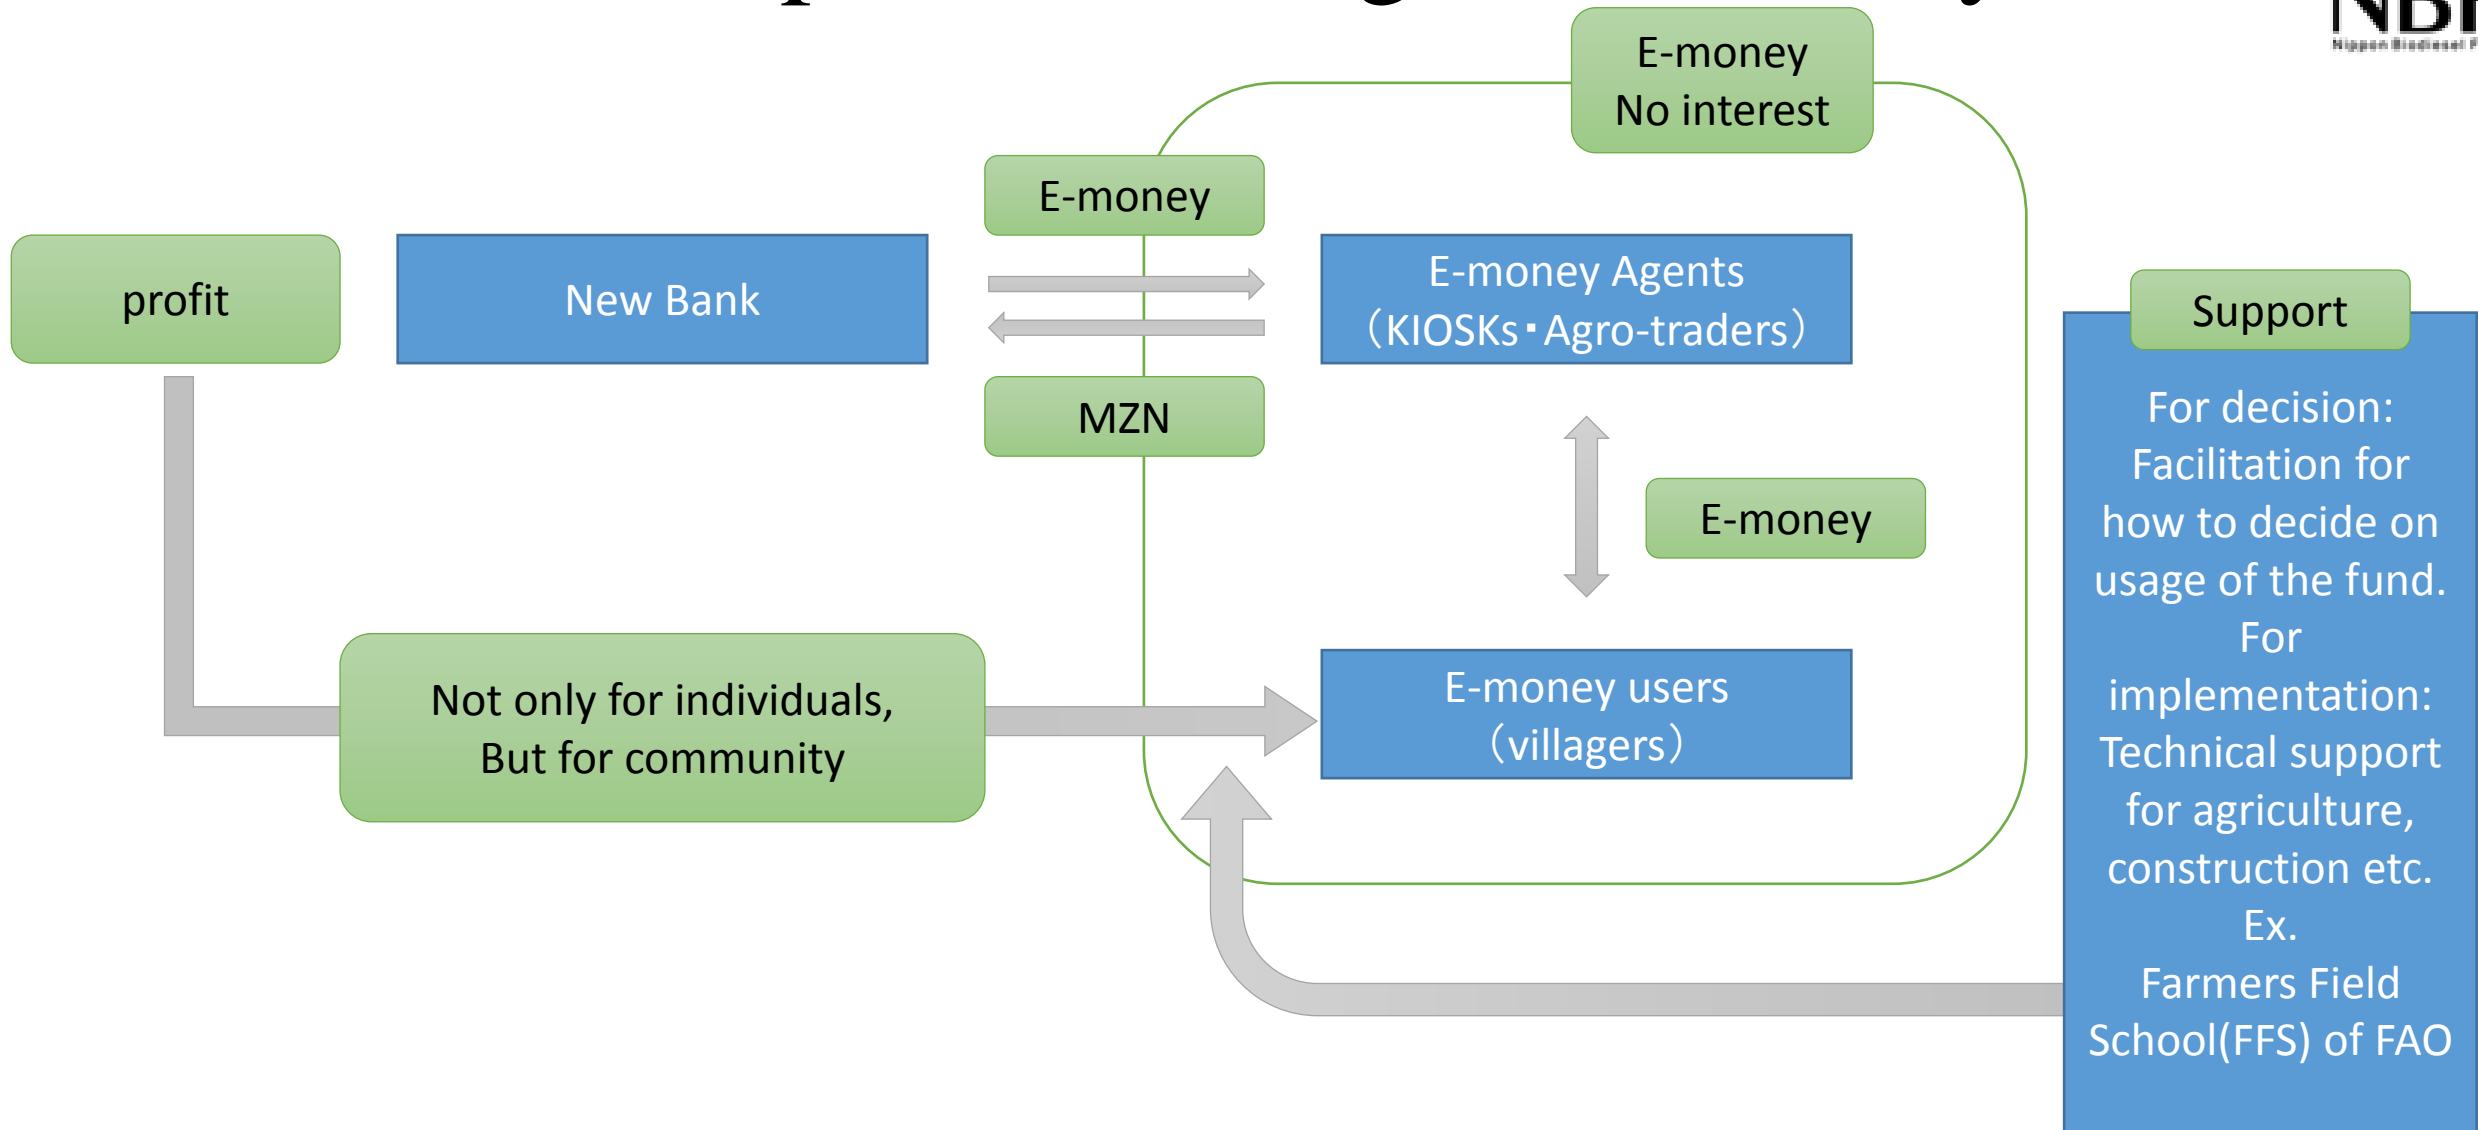 E-money
No interest
E-money
profit
New Bank
E-money Agents
（KIOSKs・Agro-traders）
MZN
E-money
Not only for individuals,
But for community
E-money users
（villagers）
Support
For decision:
Facilitation for
how to decide on
usage of the fund.
For
implementation:
Technical support
for agriculture,
construction etc.
Ex.
Farmers Field
School(FFS) of FAO